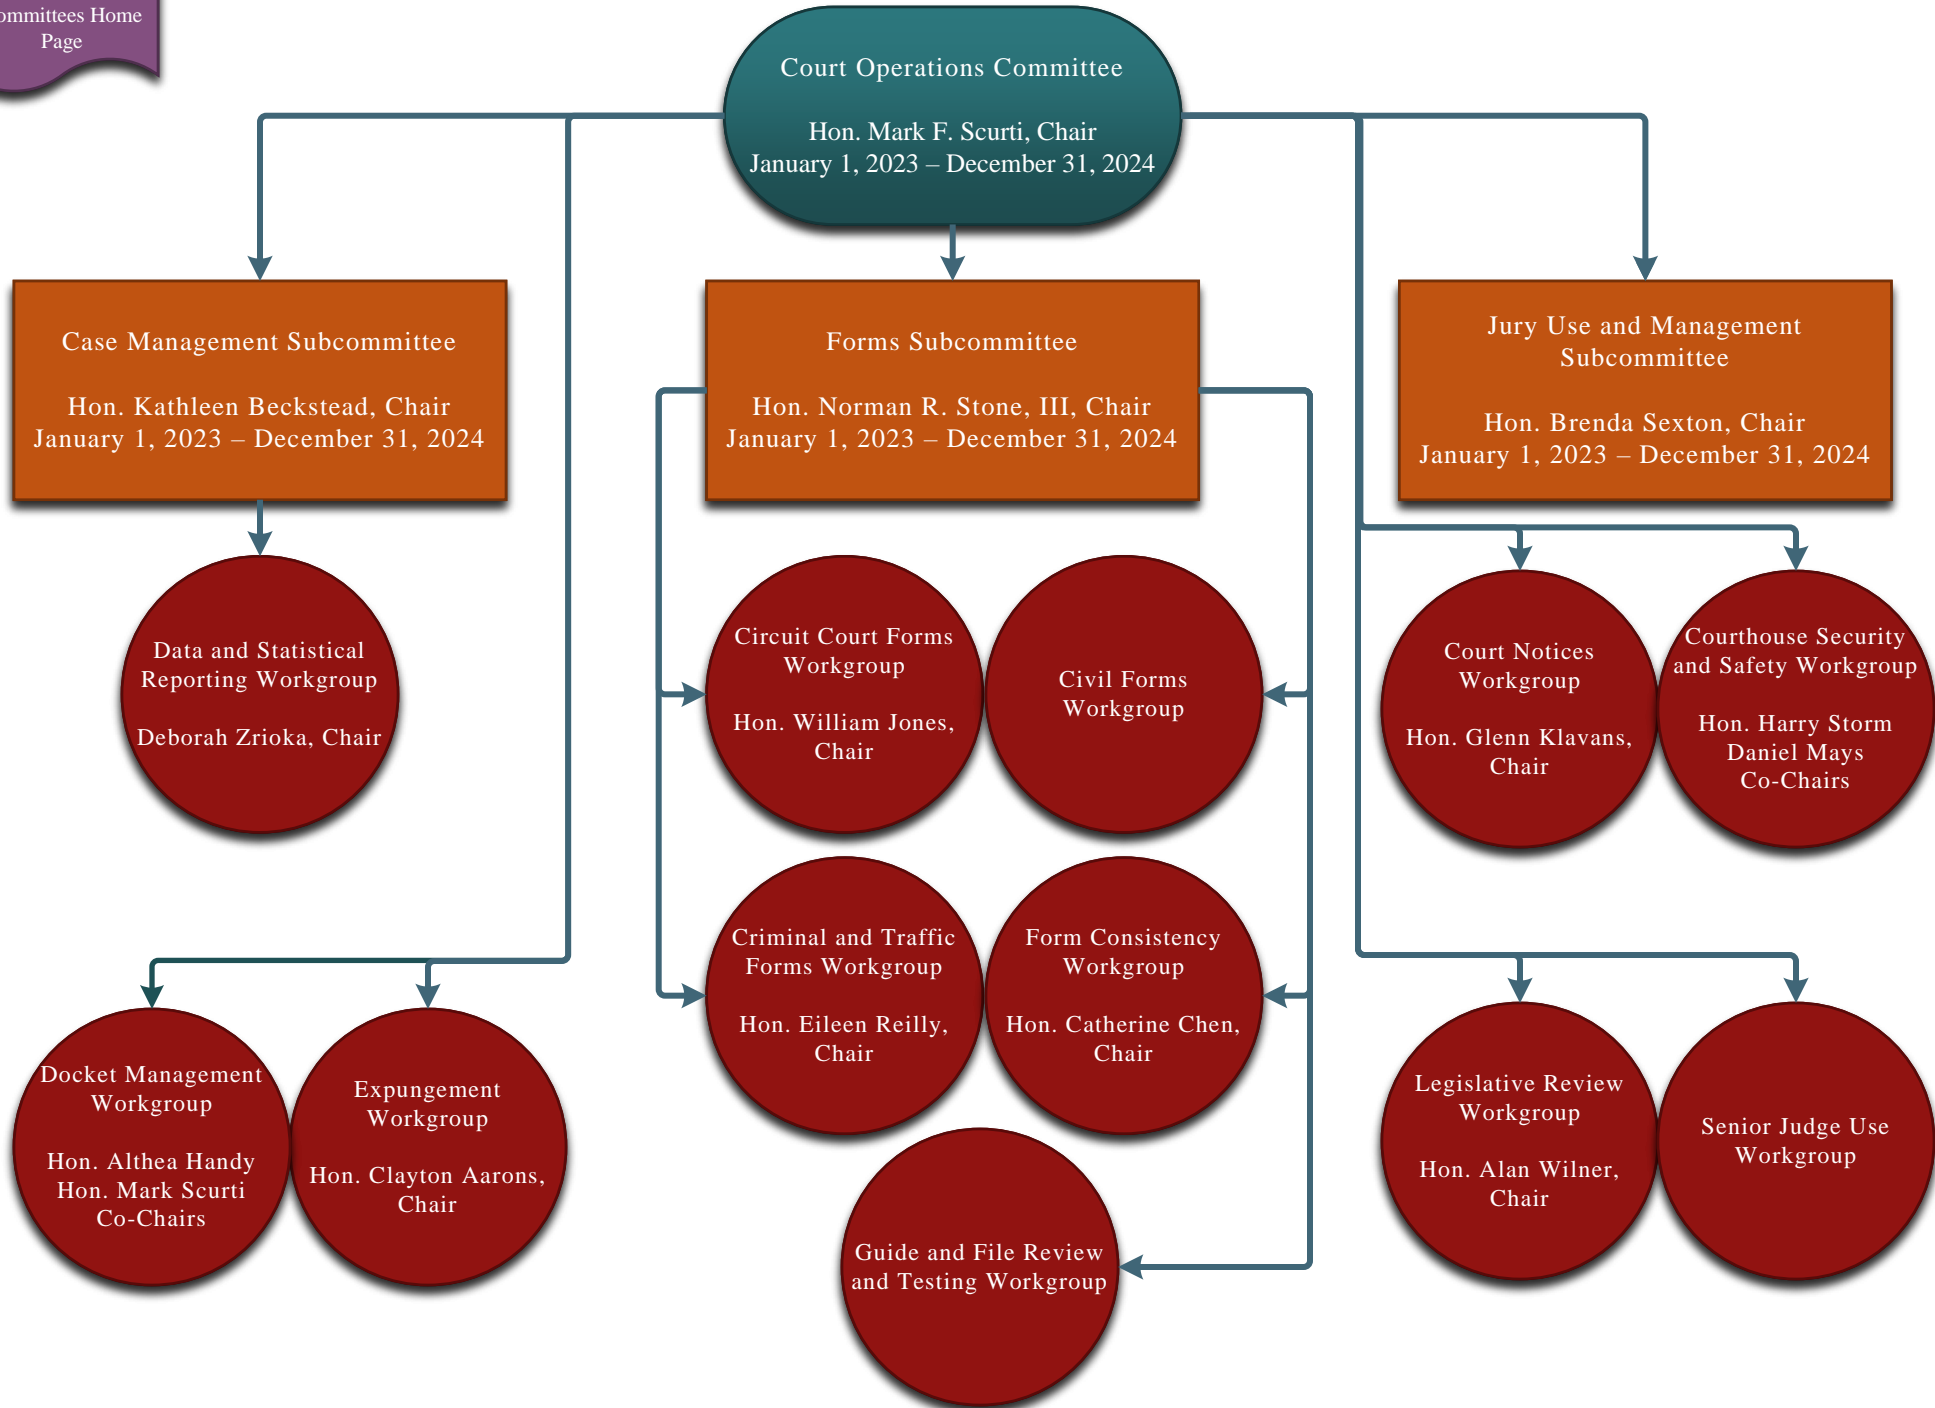 ommittees Home
Page
Court Operations Committee
Hon. Mark F. Scurti, Chair
January 1, 2023 – December 31, 2024
Case Management Subcommittee
Hon. Kathleen Beckstead, Chair
January 1, 2023 – December 31, 2024
Forms Subcommittee
Hon. Norman R. Stone, III, Chair
January 1, 2023 – December 31, 2024
Jury Use and Management
Subcommittee
Hon. Brenda Sexton, Chair
January 1, 2023 – December 31, 2024
Data and Statistical
Reporting Workgroup
Deborah Zrioka, Chair
Circuit Court Forms
Workgroup
Hon. William Jones,
Chair
Civil Forms
Workgroup
Court Notices
Workgroup
Hon. Glenn Klavans,
Chair
Courthouse Security
and Safety Workgroup
Hon. Harry Storm
Daniel Mays
Co-Chairs
Criminal and Traffic
Forms Workgroup
Hon. Eileen Reilly,
Chair
Form Consistency
Workgroup
Hon. Catherine Chen,
Chair
Docket Management
Workgroup
Hon. Althea Handy
Hon. Mark Scurti
Co-Chairs
Expungement
Workgroup
Hon. Clayton Aarons,
Chair
Legislative Review
Workgroup
Hon. Alan Wilner,
Chair
Senior Judge Use
Workgroup
Guide and File Review
and Testing Workgroup